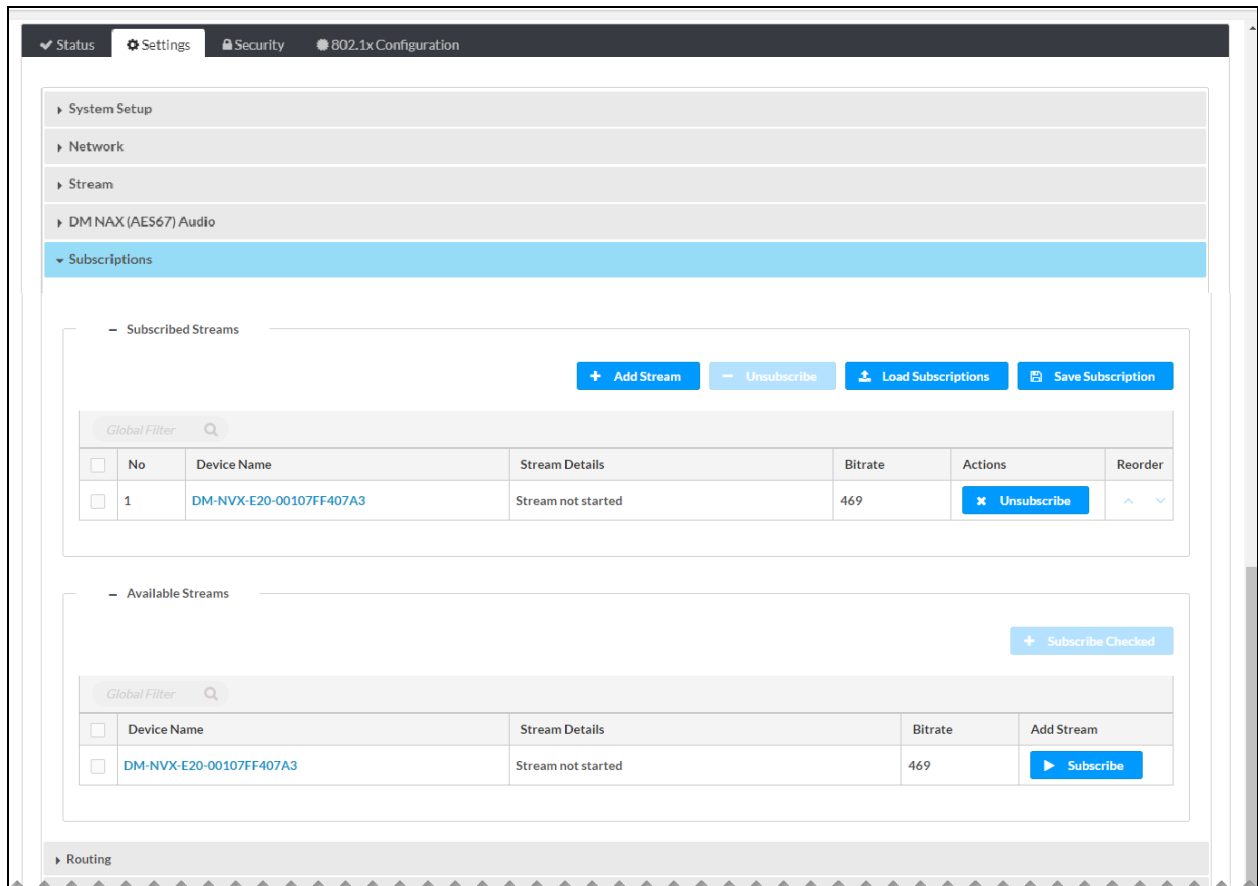 Status Settings Security 802.1x Configuration
System Setup
Network
Stream
DM NAX (AES67) Audio
Subscriptions
Subscribed Streams
Add Stream Unsubscribe Load Subscriptions Save Subscription
Global Filter
No Device Name Stream Details Bitrate Actions Reorder
1 DM-NVX-E20-00107FF407A3 Stream not started 469 Unsubscribe
Available Streams
Subscribe Checked
Global Filter
Device Name Stream Details Bitrate Add Stream
DM-NVX-E20-00107FF407A3 Stream not started 469 Subscribe
Routing